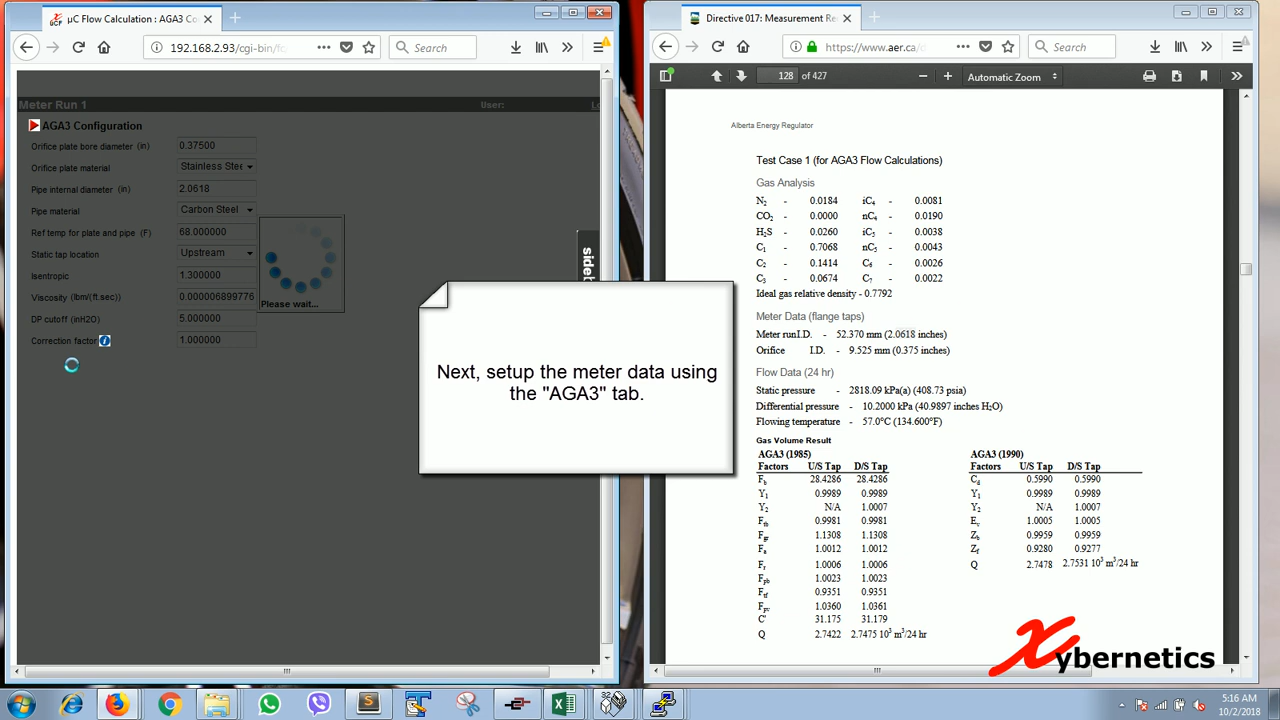 µC Flow Calculation : AGA3 Co
192.168.2.93/cgi-bin/fc
Search
Meter Run 1
User:
Lo
AGA3 Configuration
Orifice plate bore diameter (in) 0.37500
Orifice plate material Stainless Stee
Pipe internal diameter (in) 2.0618
Pipe material Carbon Steel
Ref temp for plate and pipe (F) 68.000000
Static tap location Upstream
Isentropic 1.300000
Viscosity (lbm/(ft.sec)) 0.000006899776
DP cutoff (inH2O) 5.000000
Correction factor 1.000000
Please wait...
sideb
Next, setup the meter data using
the "AGA3" tab.
Directive 017: Measurement Re
https://www.aer.ca/d
Search
128 of 427
Automatic Zoom
Alberta Energy Regulator
Test Case 1 (for AGA3 Flow Calculations)
Gas Analysis
N2 - 0.0184 iC4 - 0.0081
CO2 - 0.0000 nC4 - 0.0190
H2S - 0.0260 iC5 - 0.0038
C1 - 0.7068 nC5 - 0.0043
C2 - 0.1414 C6 - 0.0026
C3 - 0.0674 C7 - 0.0022
Ideal gas relative density - 0.7792
Meter Data (flange taps)
Meter run I.D. - 52.370 mm (2.0618 inches)
Orifice I.D. - 9.525 mm (0.375 inches)
Flow Data (24 hr)
Static pressure - 2818.09 kPa(a) (408.73 psia)
Differential pressure - 10.2000 kPa (40.9897 inches H2O)
Flowing temperature - 57.0°C (134.600°F)
Gas Volume Result
AGA3 (1985) AGA3 (1990)
Factors U/S Tap D/S Tap Factors U/S Tap D/S Tap
Fb 28.4286 28.4286 Cd 0.5990 0.5990
Y1 0.9989 0.9989 Y1 0.9989 0.9989
Y2 N/A 1.0007 Y2 N/A 1.0007
Ftb 0.9981 0.9981 Ev 1.0005 1.0005
Fgr 1.1308 1.1308 Zb 0.9959 0.9959
Fa 1.0012 1.0012 Zf 0.9280 0.9277
Fr 1.0006 1.0006 Q 2.7478 2.7531 10³ m³/24 hr
Fpb 1.0023 1.0023
Ftf 0.9351 0.9351
Fpv 1.0360 1.0361
C' 31.175 31.179
Q 2.7422 2.7475 10³ m³/24 hr
Xybernetics
5:16 AM
10/2/2018